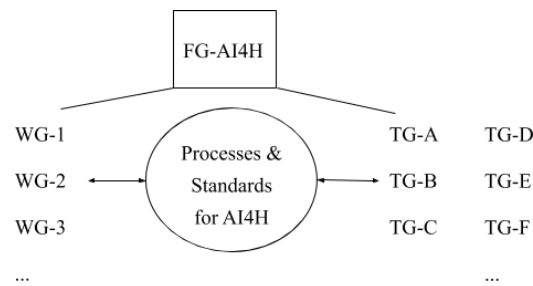 FG-AI4H
WG-1
WG-2
WG-3
...
Processes &
Standards
for AI4H
TG-A TG-D
TG-B TG-E
TG-C TG-F
...